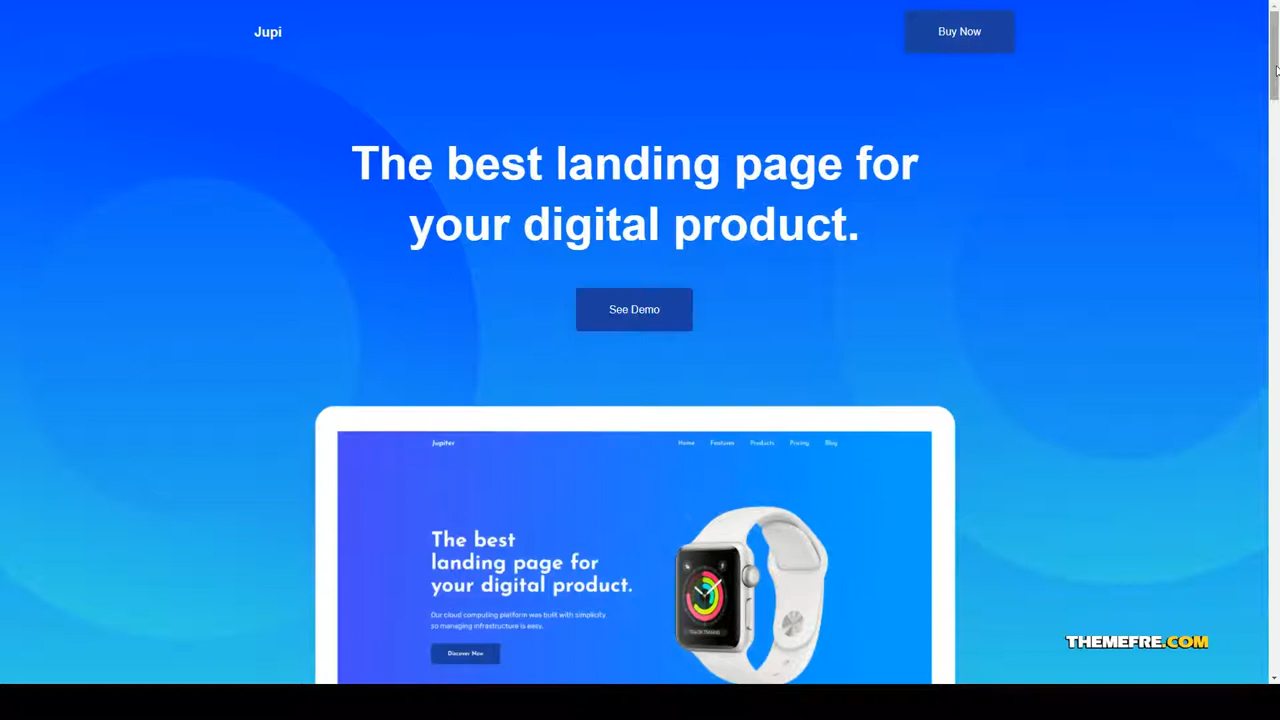 Jupi
Buy Now
The best landing page for
your digital product.
See Demo
Jupiter
Home Features Products Pricing Blog
The best
landing page for
your digital product.
Our cloud computing platform was built with simplicity
so managing infrastructure is easy.
Discover Now
THEMEFRE.COM